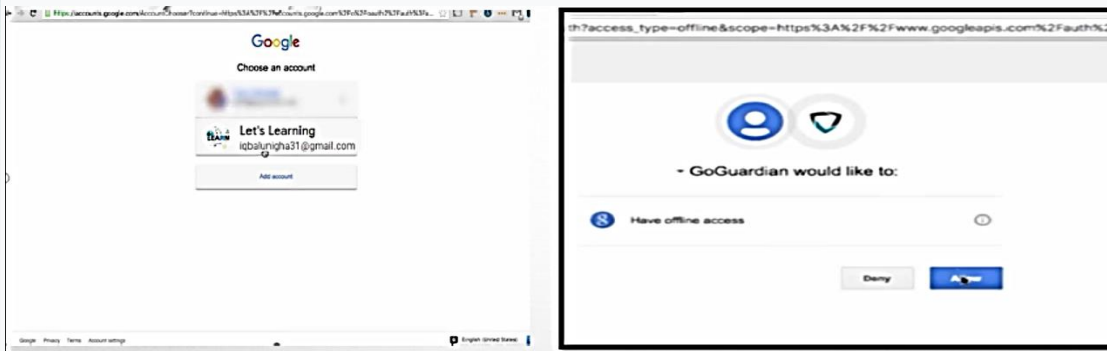 Google
Choose an account
LEARN
Let's Learning
iqbalunigha31@gmail.com
Add account
Google Privacy Terms Account settings
English (United States)
th?access_type=offline&scope=https%3A%2F%2Fwww.googleapis.com%2Fauth%2
- GoGuardian would like to:
8 Have offline access
Deny